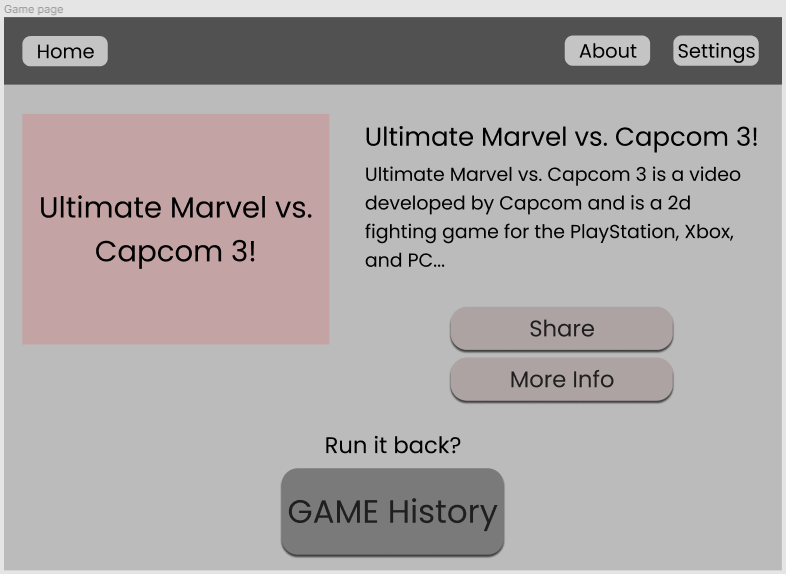 Game page
Home
About
Settings
Ultimate Marvel vs.
Capcom 3!
Ultimate Marvel vs. Capcom 3!
Ultimate Marvel vs. Capcom 3 is a video
developed by Capcom and is a 2d
fighting game for the PlayStation, Xbox,
and PC...
Share
More Info
Run it back?
GAME History